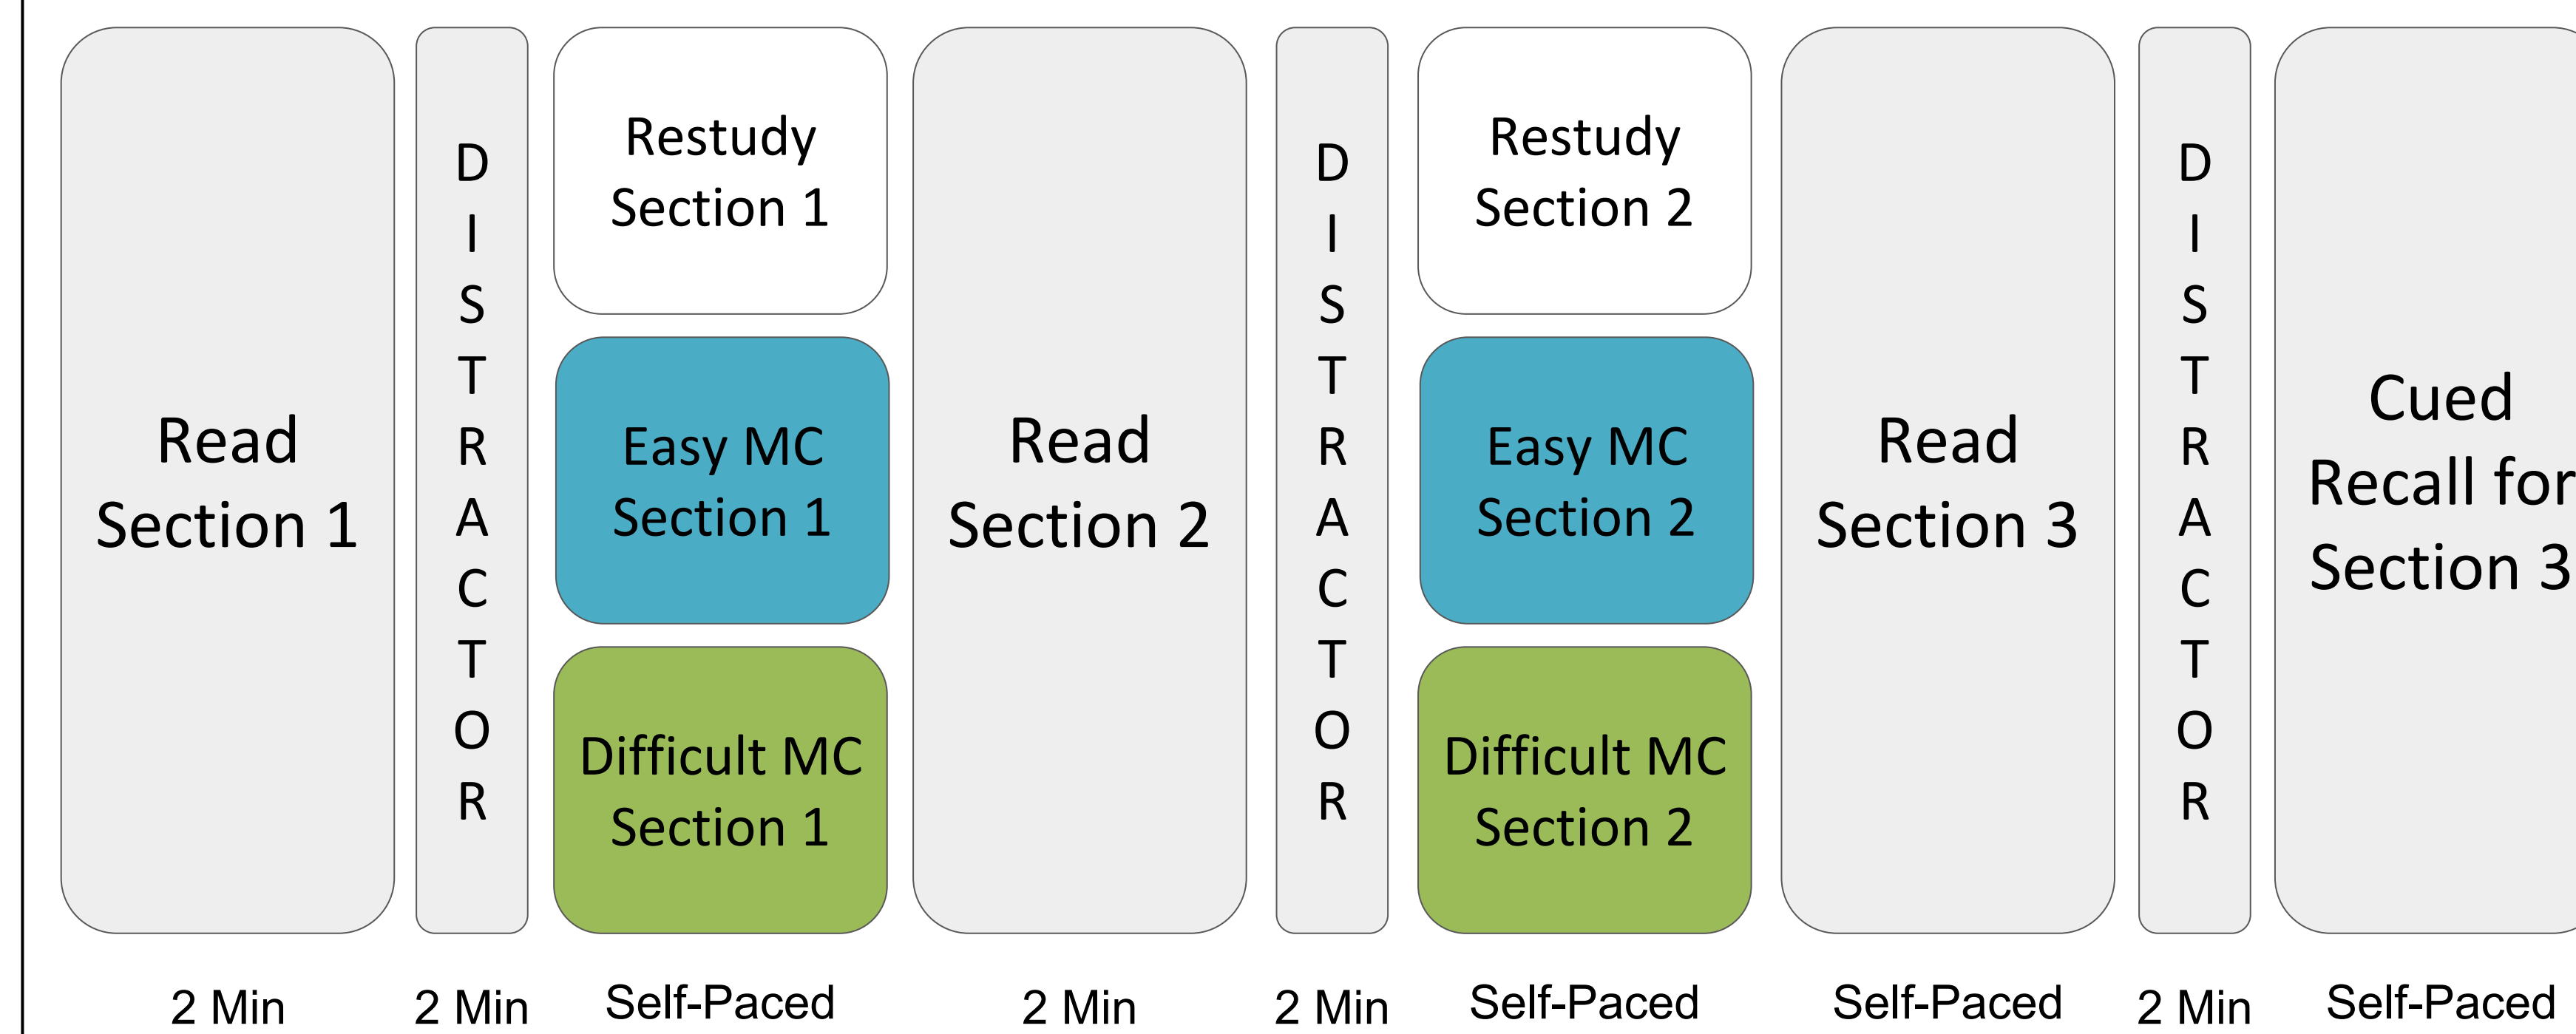 Read
Section 1
D
I
S
T
R
A
C
T
O
R
Restudy
Section 1
Easy MC
Section 1
Difficult MC
Section 1
Read
Section 2
D
I
S
T
R
A
C
T
O
R
Restudy
Section 2
Easy MC
Section 2
Difficult MC
Section 2
Read
Section 3
D
I
S
T
R
A
C
T
O
R
Cued
Recall for
Section 3
2 Min
2 Min
Self-Paced
2 Min
2 Min
Self-Paced
Self-Paced
2 Min
Self-Paced